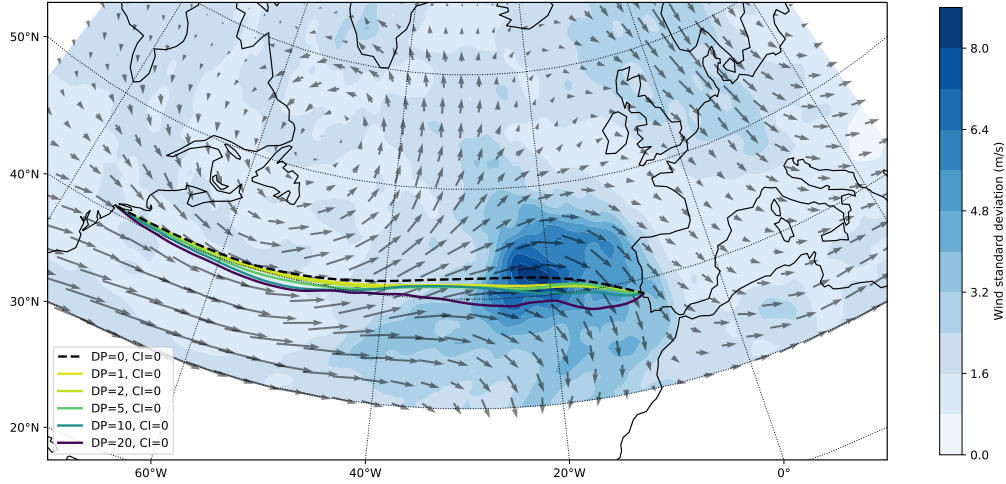 50°N
40°N
30°N
20°N
60°W
40°W
20°W
0°
DP=0, CI=0
DP=1, CI=0
DP=2, CI=0
DP=5, CI=0
DP=10, CI=0
DP=20, CI=0
8.0
6.4
4.8
3.2
1.6
0.0
Wind standard deviation (m/s)